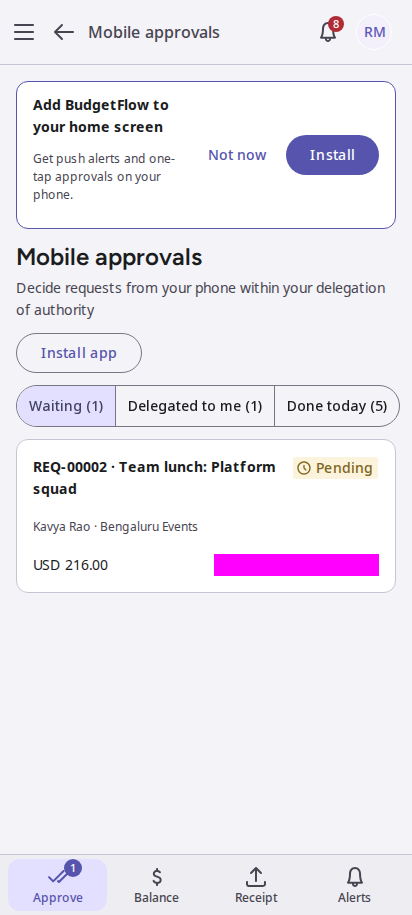 Mobile approvals
8
RM
Add BudgetFlow to
your home screen
Get push alerts and one-
tap approvals on your
phone.
Not now
Install
Mobile approvals
Decide requests from your phone within your delegation
of authority
Install app
Waiting (1)
Delegated to me (1)
Done today (5)
REQ-00002 · Team lunch: Platform
squad
Pending
Kavya Rao · Bengaluru Events
USD 216.00
1
Approve
Balance
Receipt
Alerts